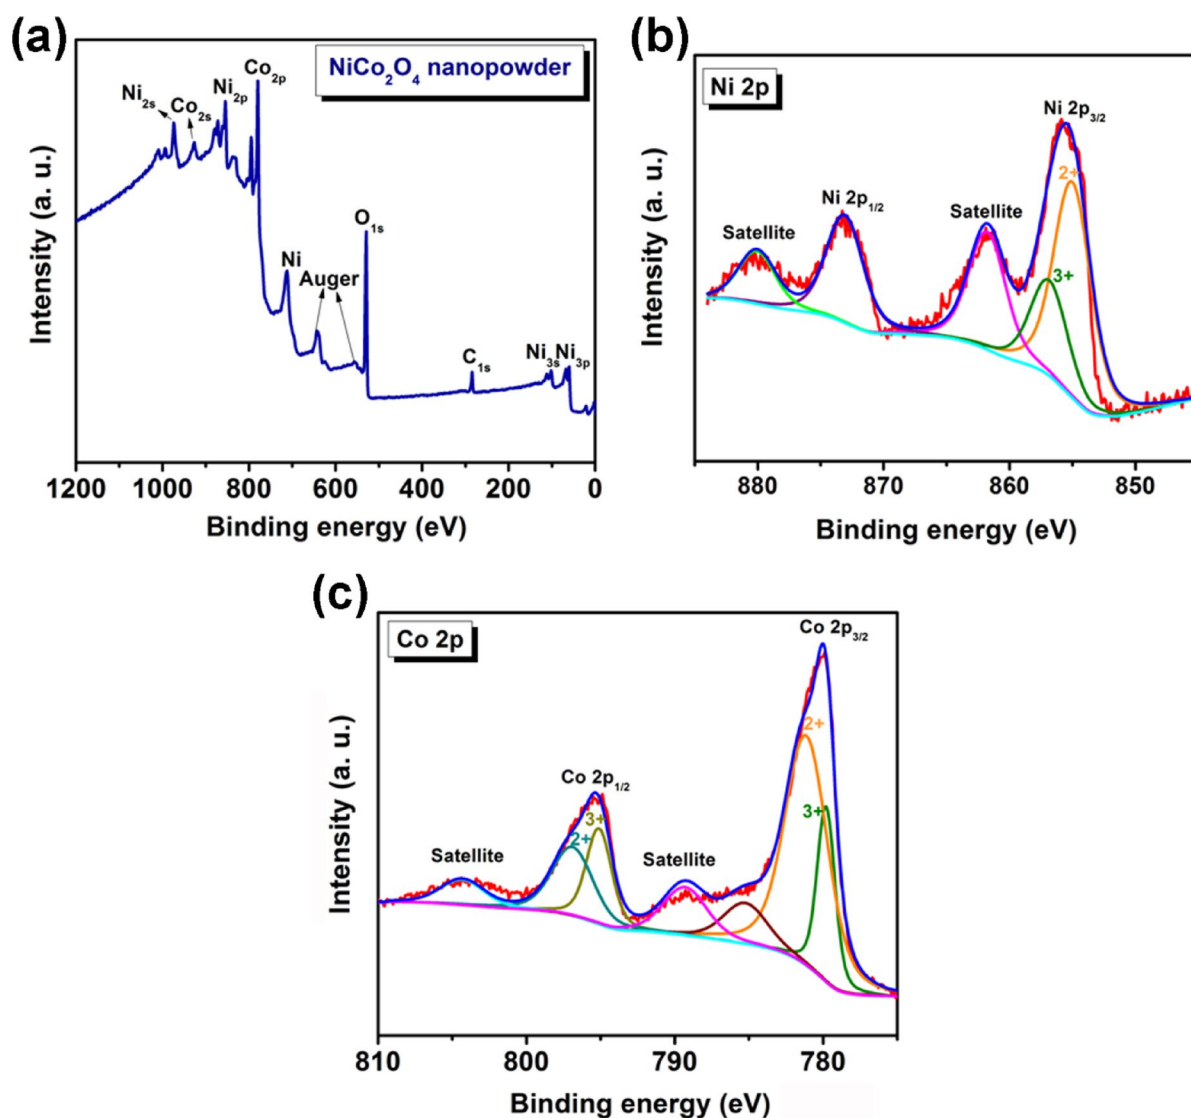 (a)
NiCo₂O₄ nanopowder
Ni₂ₛ
Co₂ₛ
Ni₂ₚ
Co₂ₚ
Ni
Auger
O₁ₛ
C₁ₛ
Ni₃ₛ
Ni₃ₚ
Intensity (a. u.)
1200 1000 800 600 400 200 0
Binding energy (eV)
(b)
Ni 2p
Satellite
Ni 2p₁/₂
Satellite
Ni 2p₃/₂
2+
3+
Intensity (a. u.)
880 870 860 850
Binding energy (eV)
(c)
Co 2p
Satellite
Co 2p₁/₂
2+
3+
Satellite
Co 2p₃/₂
2+
3+
Intensity (a. u.)
810 800 790 780
Binding energy (eV)